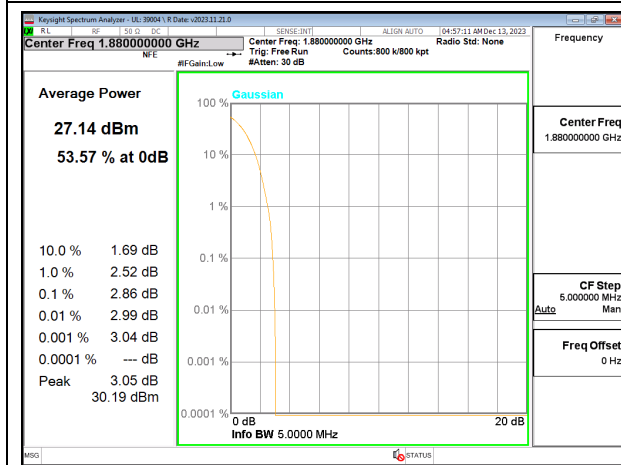 Keysight Spectrum Analyzer - UL: 39004 \ R Date: v2023.11.21.0
RL RF 50 Ω DC SENSE:INT ALIGN AUTO 04:57:11 AM Dec 13, 2023
Center Freq 1.880000000 GHz
NFE
#IFGain:Low
Center Freq: 1.880000000 GHz Radio Std: None
Trig: Free Run Counts:800 k/800 kpt
#Atten: 30 dB
Frequency
Average Power
27.14 dBm
53.57 % at 0dB
10.0 % 1.69 dB
1.0 % 2.52 dB
0.1 % 2.86 dB
0.01 % 2.99 dB
0.001 % 3.04 dB
0.0001 % --- dB
Peak 3.05 dB
30.19 dBm
Gaussian
100 %
10 %
1 %
0.1 %
0.01 %
0.001 %
0.0001 %
0 dB 20 dB
Info BW 5.0000 MHz
Center Freq
1.880000000 GHz
CF Step
5.000000 MHz
Auto Man
Freq Offset
0 Hz
MSG STATUS